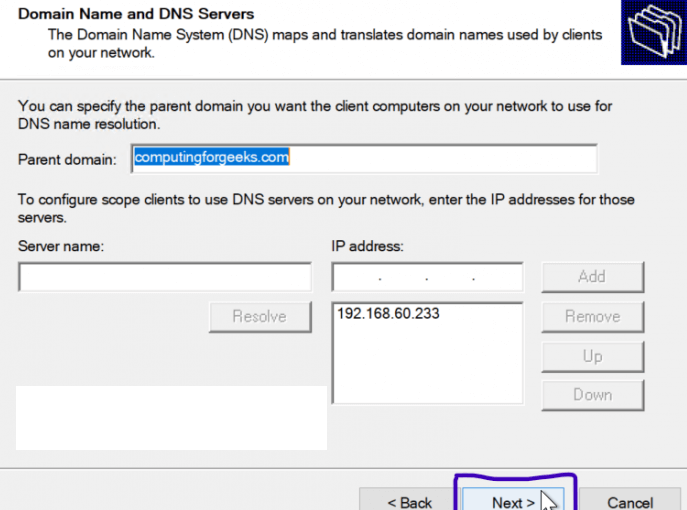 Domain Name and DNS Servers
The Domain Name System (DNS) maps and translates domain names used by clients
on your network.
You can specify the parent domain you want the client computers on your network to use for
DNS name resolution.
Parent domain: computingforgeeks.com
To configure scope clients to use DNS servers on your network, enter the IP addresses for those
servers.
Server name: IP address:
. . . Add
Resolve 192.168.60.233 Remove
Up
Down
< Back Next > Cancel